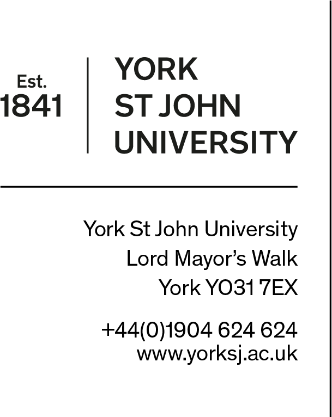 Est.
1841
YORK
ST JOHN
UNIVERSITY
York St John University
Lord Mayor’s Walk
York YO31 7EX
+44(0)1904 624 624
www.yorksj.ac.uk